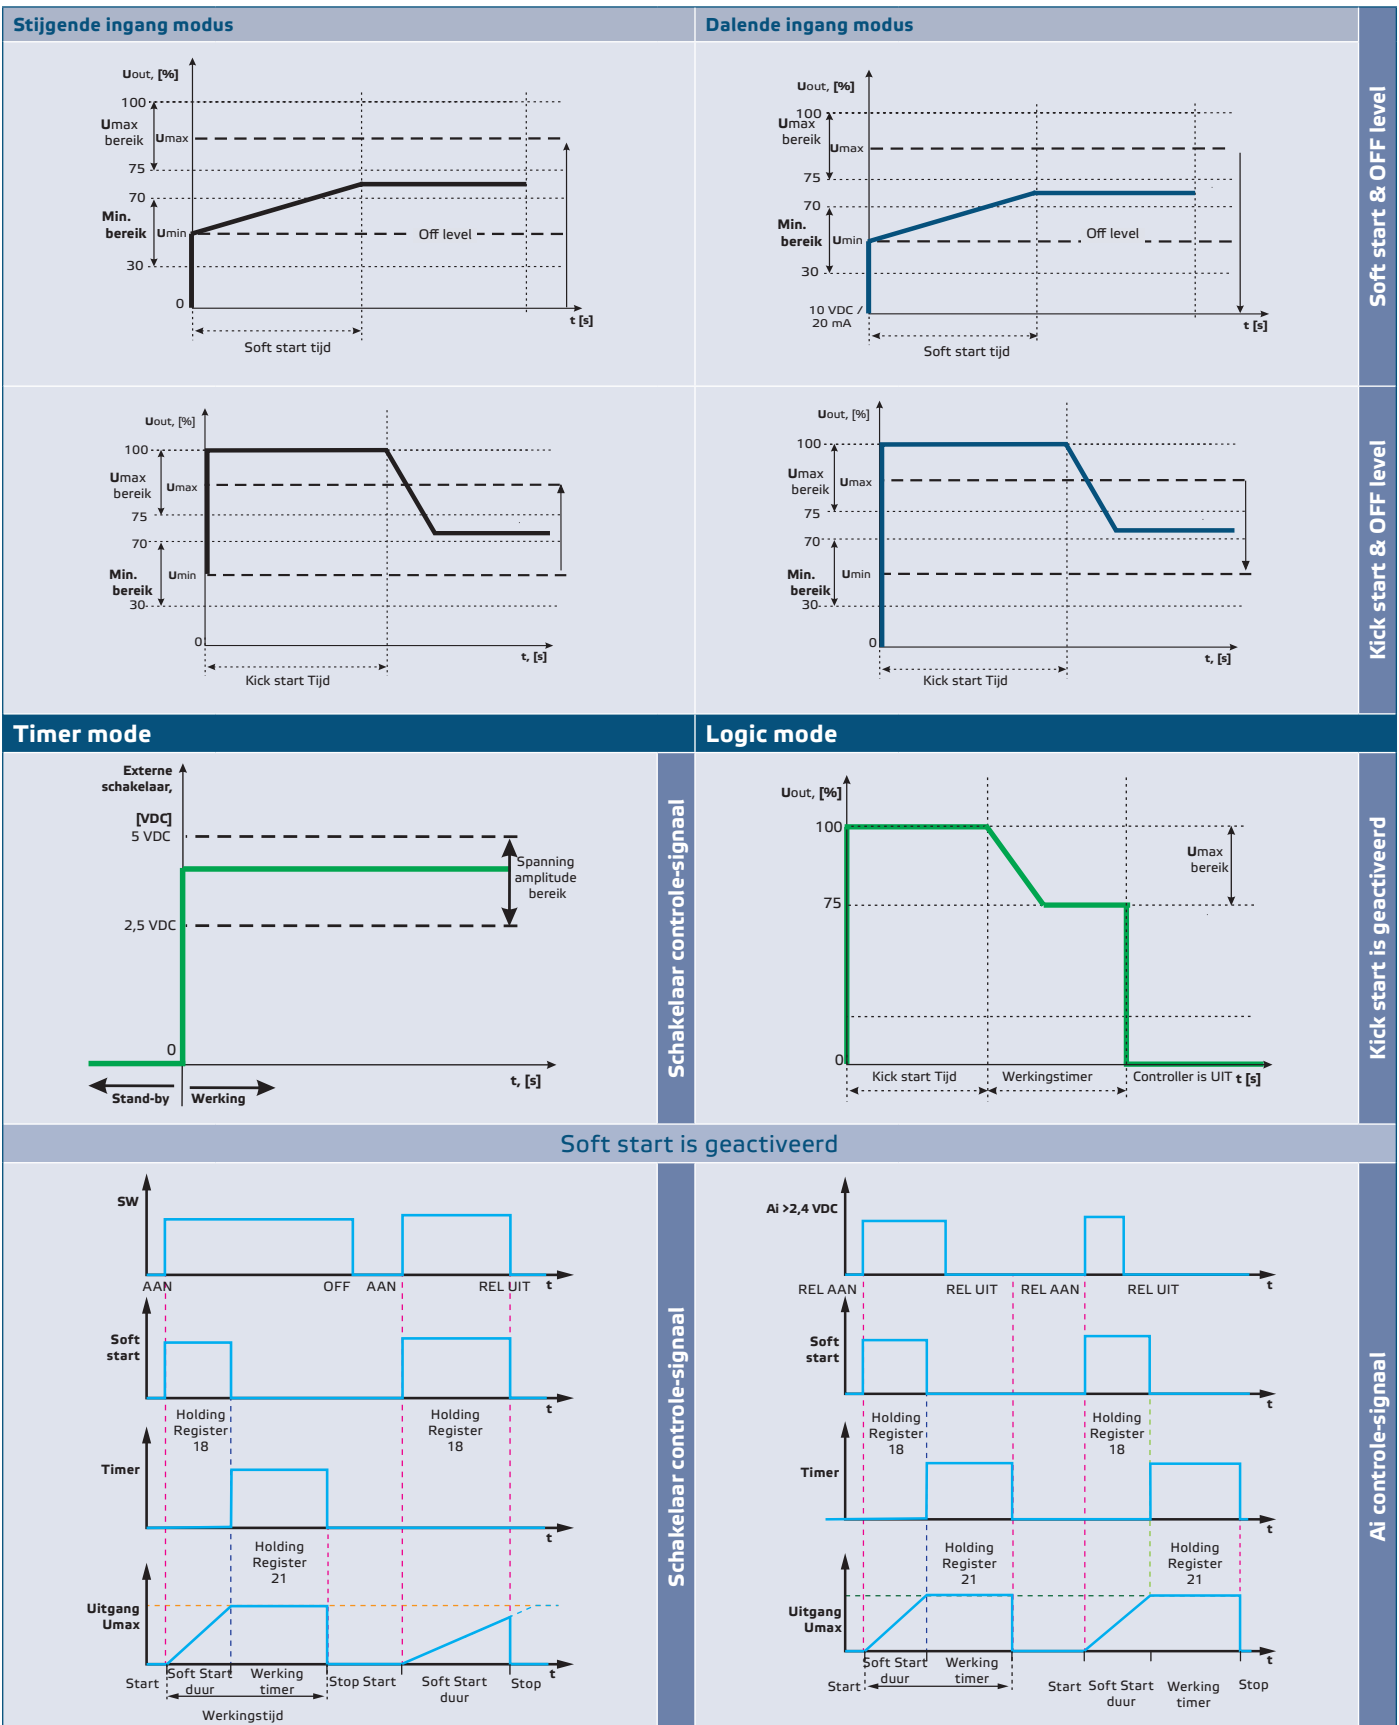 Stijgende ingang modus
Dalende ingang modus
Uout, [%]
100
Umax
bereik
Umax
75
70
Min.
bereik
Umin
Off level
30
0
t [s]
Soft start tijd
Uout, [%]
100
Umax
bereik
Umax
75
70
Min.
bereik
Umin
Off level
30
10 VDC /
20 mA
t [s]
Soft start tijd
Soft start & OFF level
Uout, [%]
100
Umax
bereik
Umax
75
70
Min.
bereik
Umin
30
0
t, [s]
Kick start Tijd
Uout, [%]
100
Umax
bereik
Umax
75
70
Min.
bereik
Umin
30
0
t, [s]
Kick start Tijd
Kick start & OFF level
Timer mode
Logic mode
Externe
schakelaar,
[VDC]
5 VDC
Spanning
amplitude
bereik
2,5 VDC
0
t, [s]
Stand-by
Werking
Schakelaar controle-signaal
Uout, [%]
100
Umax
bereik
75
0
Kick start Tijd
Werkingstimer
Controller is UIT
t [s]
Kick start is geactiveerd
Soft start is geactiveerd
SW
AAN
OFF
AAN
REL UIT
t
Soft
start
t
Holding
Register
18
Holding
Register
18
Timer
t
Holding
Register
21
Uitgang
Umax
t
Start
Soft Start
duur
Werking
timer
Stop Start
Soft Start
duur
Stop
Werkingstijd
Schakelaar controle-signaal
Ai >2,4 VDC
REL AAN
REL UIT
REL AAN
REL UIT
t
Soft
start
t
Holding
Register
18
Holding
Register
18
Timer
t
Holding
Register
21
Holding
Register
21
Uitgang
Umax
t
Start
Soft Start
duur
Werking
timer
Start
Soft Start
duur
Werking
timer
Stop
Ai controle-signaal